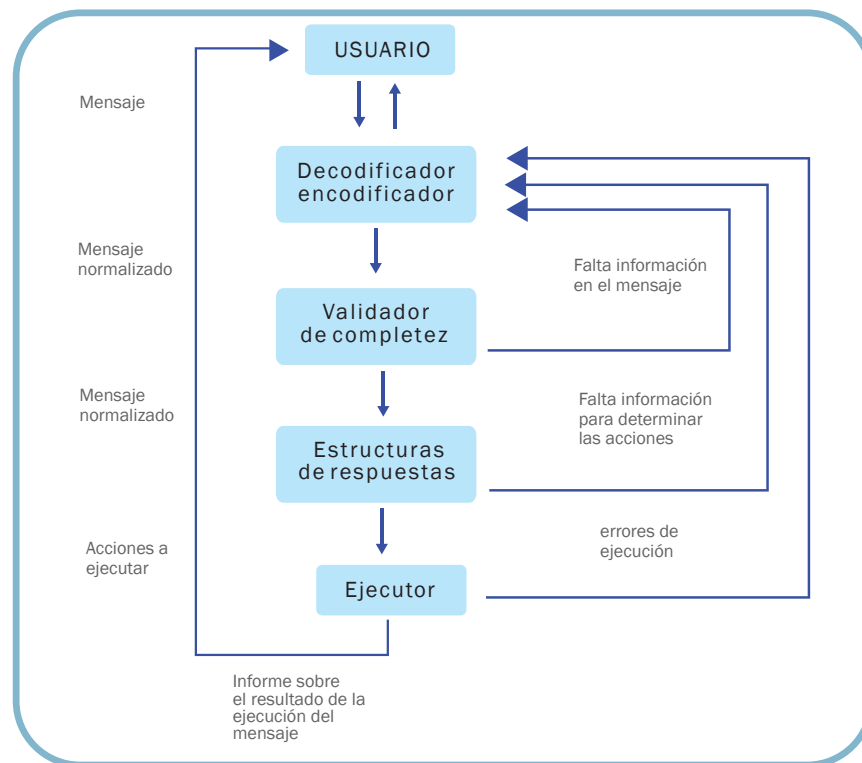 USUARIO
Mensaje
Decodificador
encodificador
Mensaje
normalizado
Falta información
en el mensaje
Validador
de completez
Mensaje
normalizado
Falta información
para determinar
las acciones
Estructuras
de respuestas
errores de
ejecución
Acciones a
ejecutar
Ejecutor
Informe sobre
el resultado de la
ejecución del
mensaje